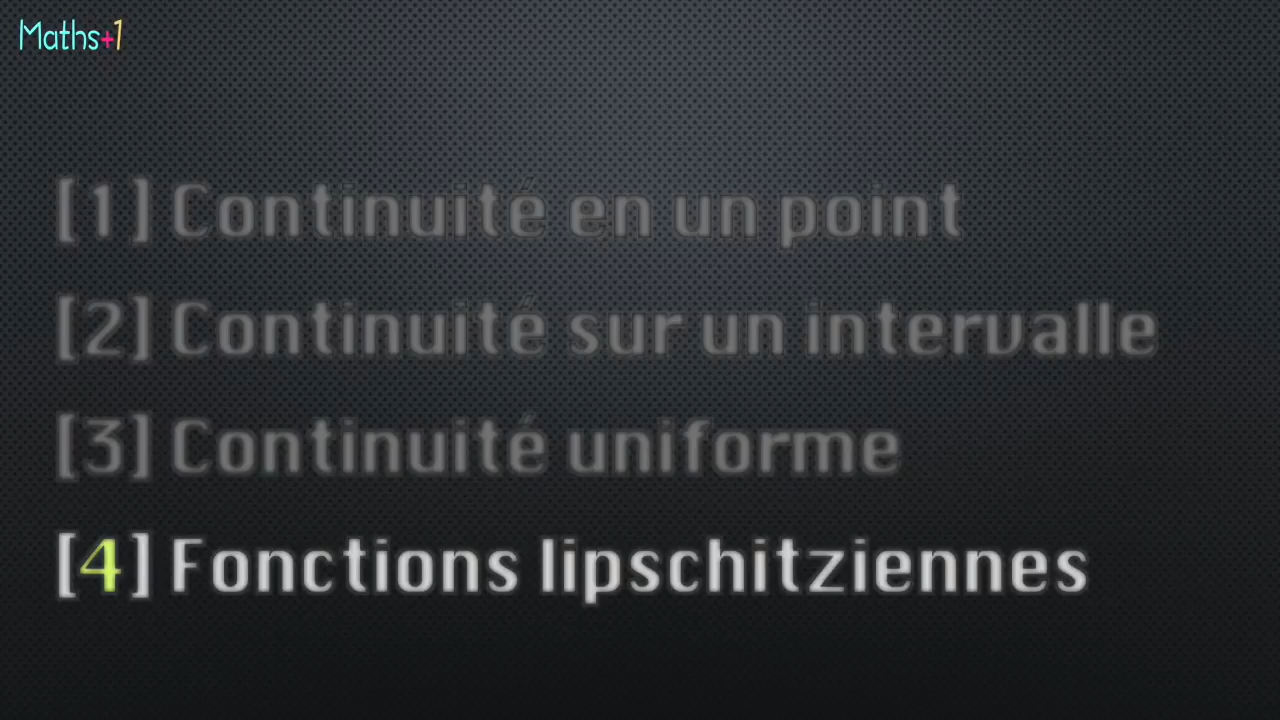 Maths+1
[1] Continuité en un point
[2] Continuité sur un intervalle
[3] Continuité uniforme
[4] Fonctions lipschitziennes